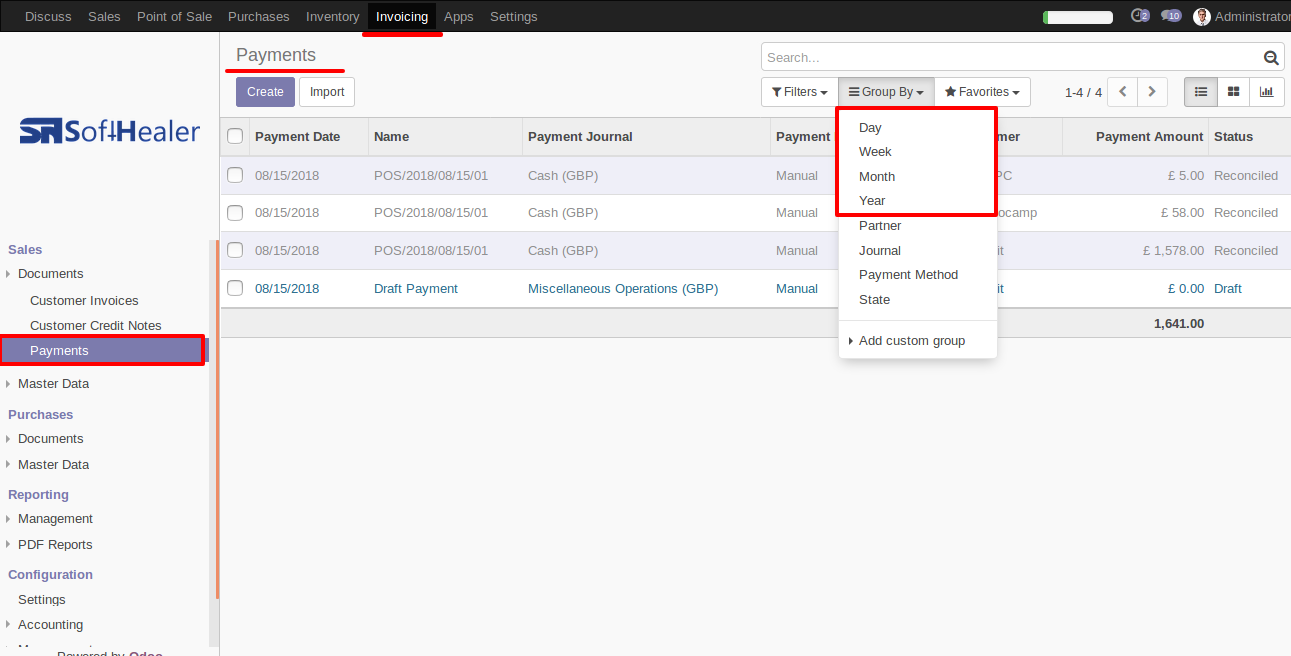 Discuss Sales Point of Sale Purchases Inventory Invoicing Apps Settings 2 10 Administrator
SoftHealer
Sales
Documents
Customer Invoices
Customer Credit Notes
Payments
Master Data
Purchases
Documents
Master Data
Reporting
Management
PDF Reports
Configuration
Settings
Accounting
Powered by Odoo
Payments
Search...
Create Import
Filters Group By Favorites 1-4 / 4
Payment Date Name Payment Journal Payment mer Payment Amount Status
08/15/2018 POS/2018/08/15/01 Cash (GBP) Manual PC £ 5.00 Reconciled
08/15/2018 POS/2018/08/15/01 Cash (GBP) Manual ocamp £ 58.00 Reconciled
08/15/2018 POS/2018/08/15/01 Cash (GBP) Manual it £ 1,578.00 Reconciled
08/15/2018 Draft Payment Miscellaneous Operations (GBP) Manual it £ 0.00 Draft
1,641.00
Day
Week
Month
Year
Partner
Journal
Payment Method
State
Add custom group